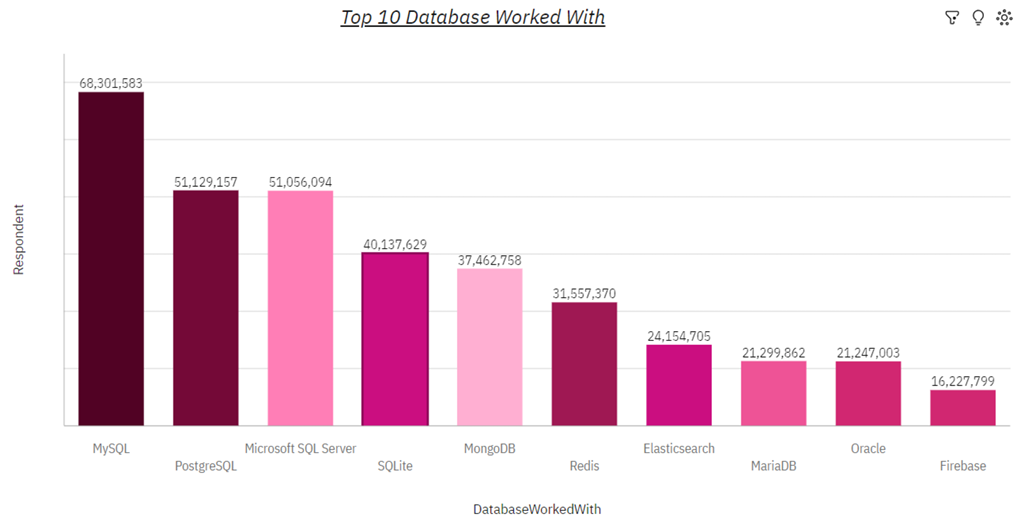 Top 10 Database Worked With
Respondent
68,301,583
51,129,157
51,056,094
40,137,629
37,462,758
31,557,370
24,154,705
21,299,862
21,247,003
16,227,799
MySQL
PostgreSQL
Microsoft SQL Server
SQLite
MongoDB
Redis
Elasticsearch
MariaDB
Oracle
Firebase
DatabaseWorkedWith